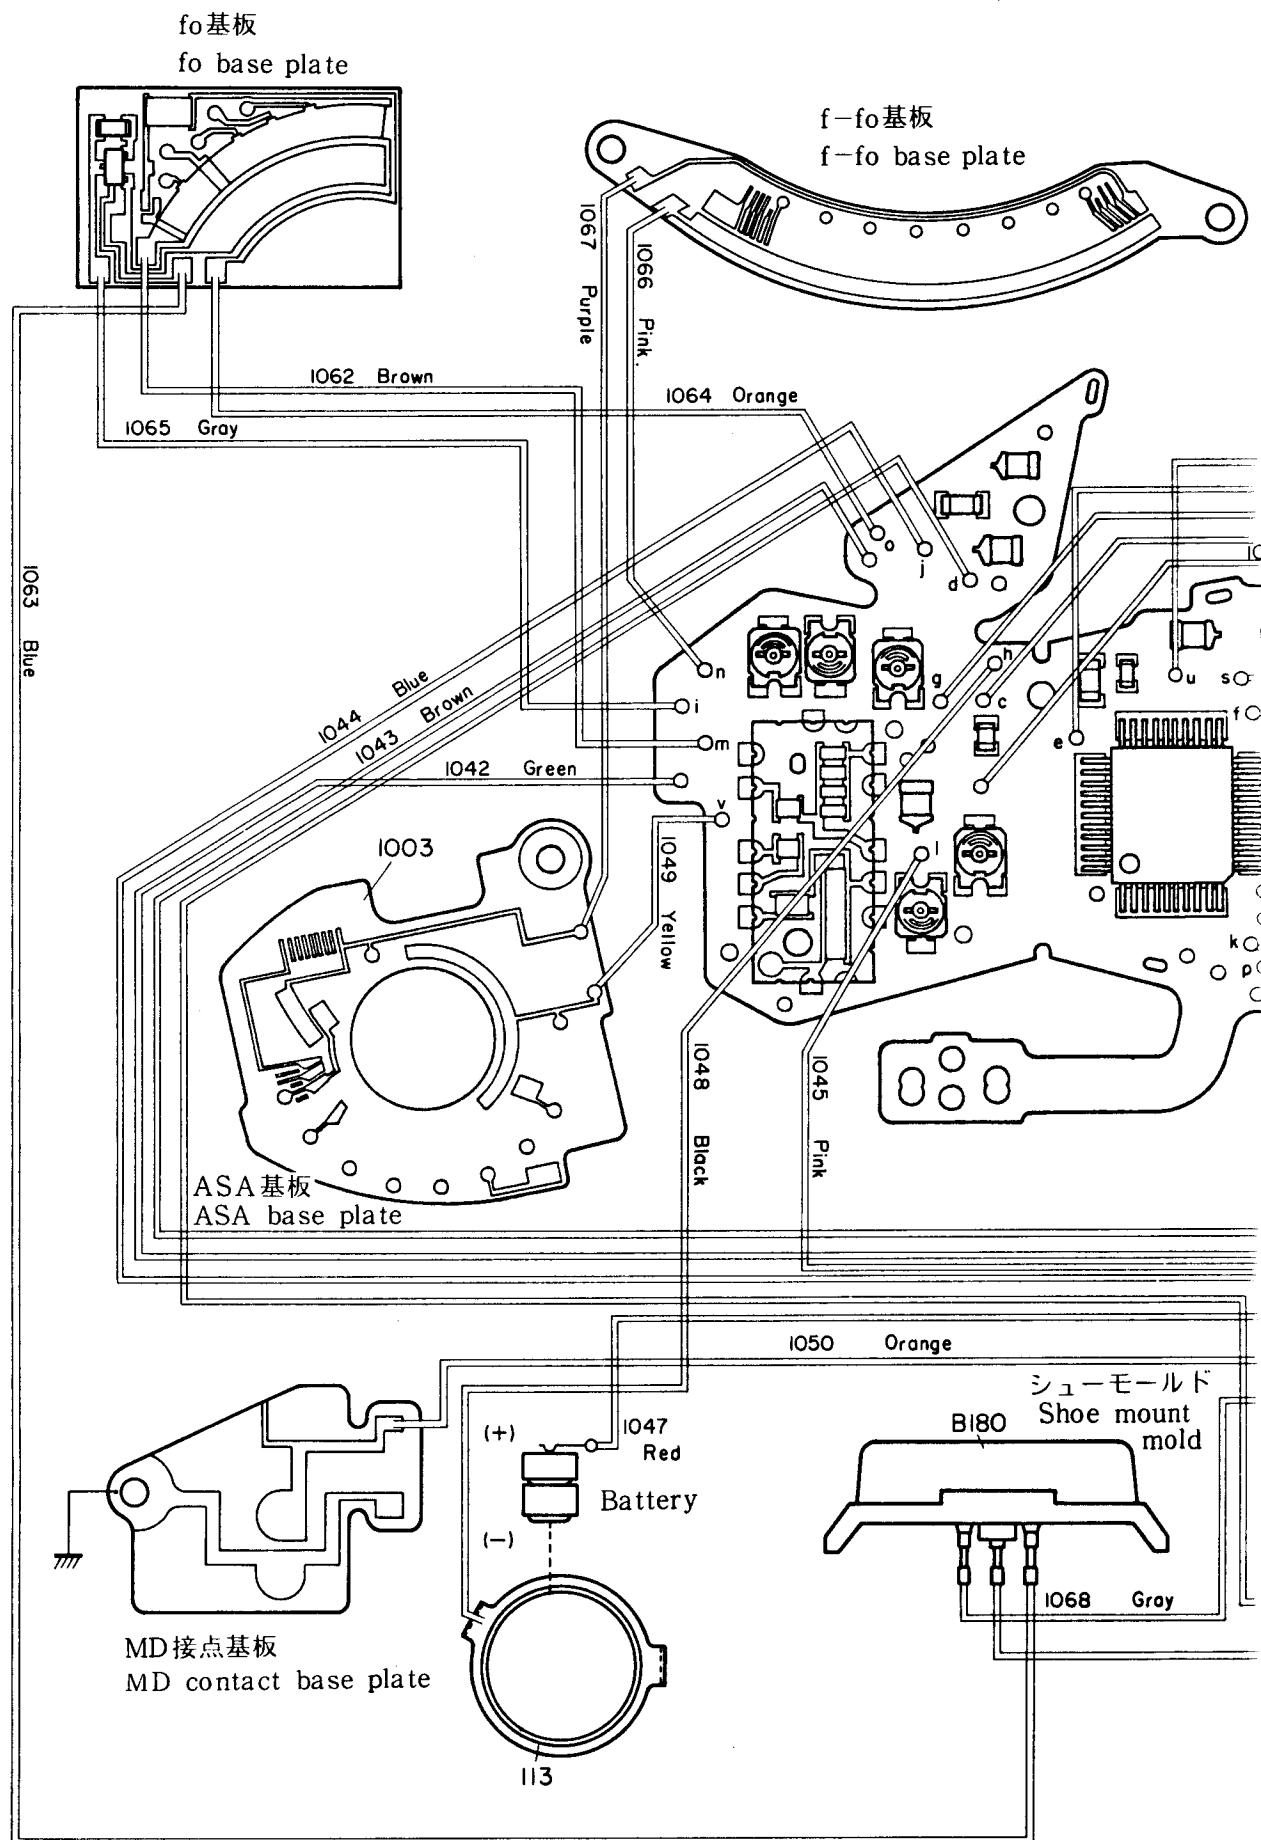 fo基板
fo base plate
f-fo基板
f-fo base plate
1067 Purple
1066 Pink
1062 Brown
1064 Orange
1065 Gray
1063 Blue
o
j
d
n
i
m
v
h
g
c
e
u
s
f
l
k
p
1044 Blue
1043 Brown
1042 Green
1049 Yellow
1003
1048 Black
1045 Pink
ASA基板
ASA base plate
1050 Orange
シューモールド
Shoe mount
mold
B180
(+)
1047
Red
Battery
(-)
1068 Gray
MD接点基板
MD contact base plate
113